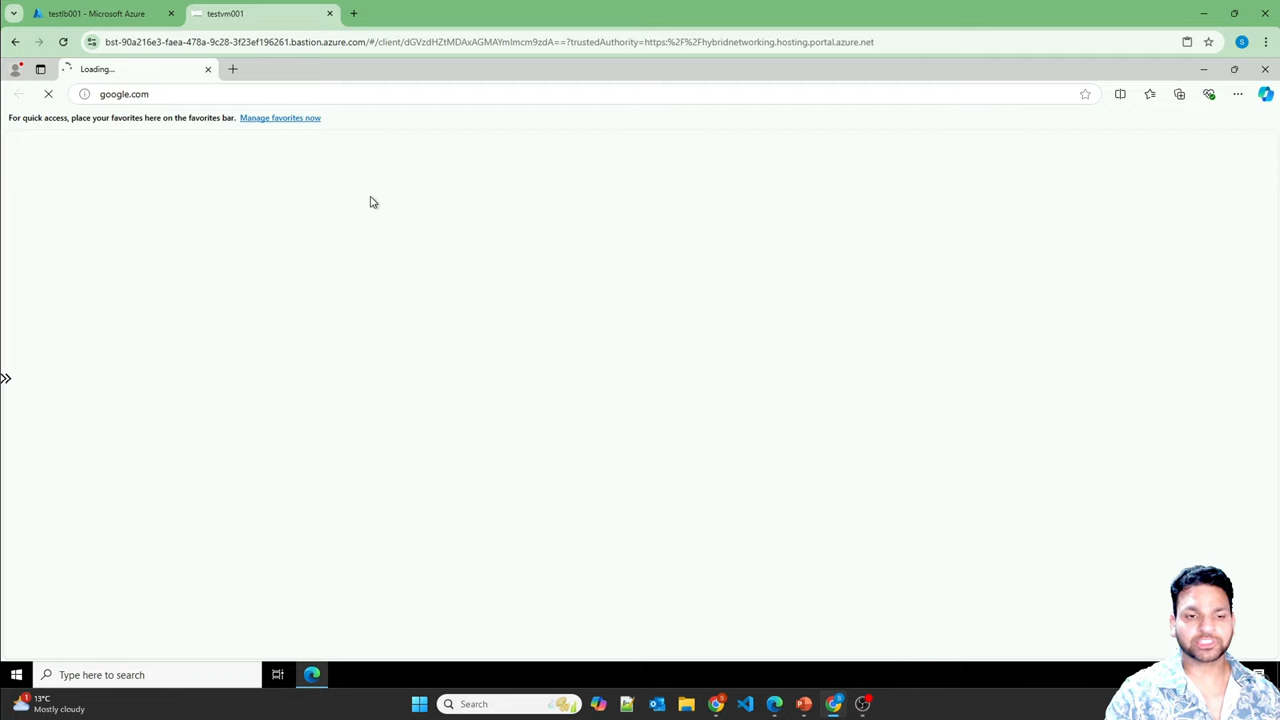 testlb001 - Microsoft Azure
testvm001
bst-90a216e3-faea-478a-9c28-3f23ef196261.bastion.azure.com/#/client/dGVzdHZtMDAxAGMAYmlmcm9zdA==?trustedAuthority=https:%2F%2Fhybridnetworking.hosting.portal.azure.net
S
Loading...
google.com
For quick access, place your favorites here on the favorites bar. Manage favorites now
Type here to search
1
13°C
Mostly cloudy
Search